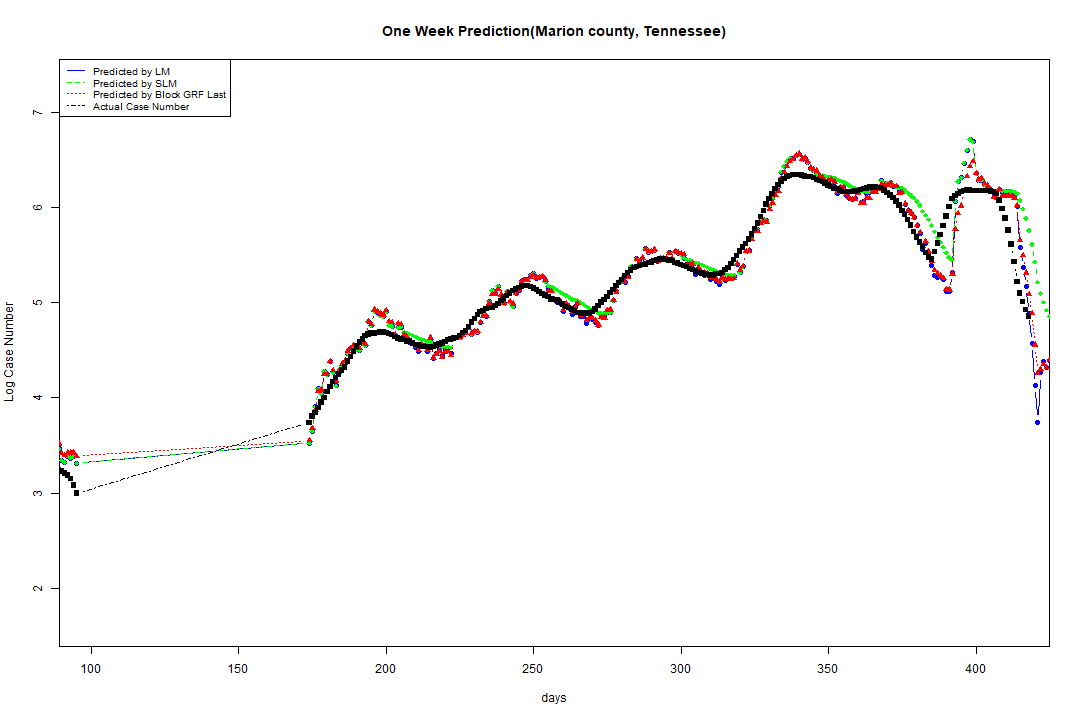 One Week Prediction(Marion county, Tennessee)
Predicted by LM
Predicted by SLM
Predicted by Block GRF Last
Actual Case Number
Log Case Number
7
6
5
4
3
2
100 150 200 250 300 350 400
days